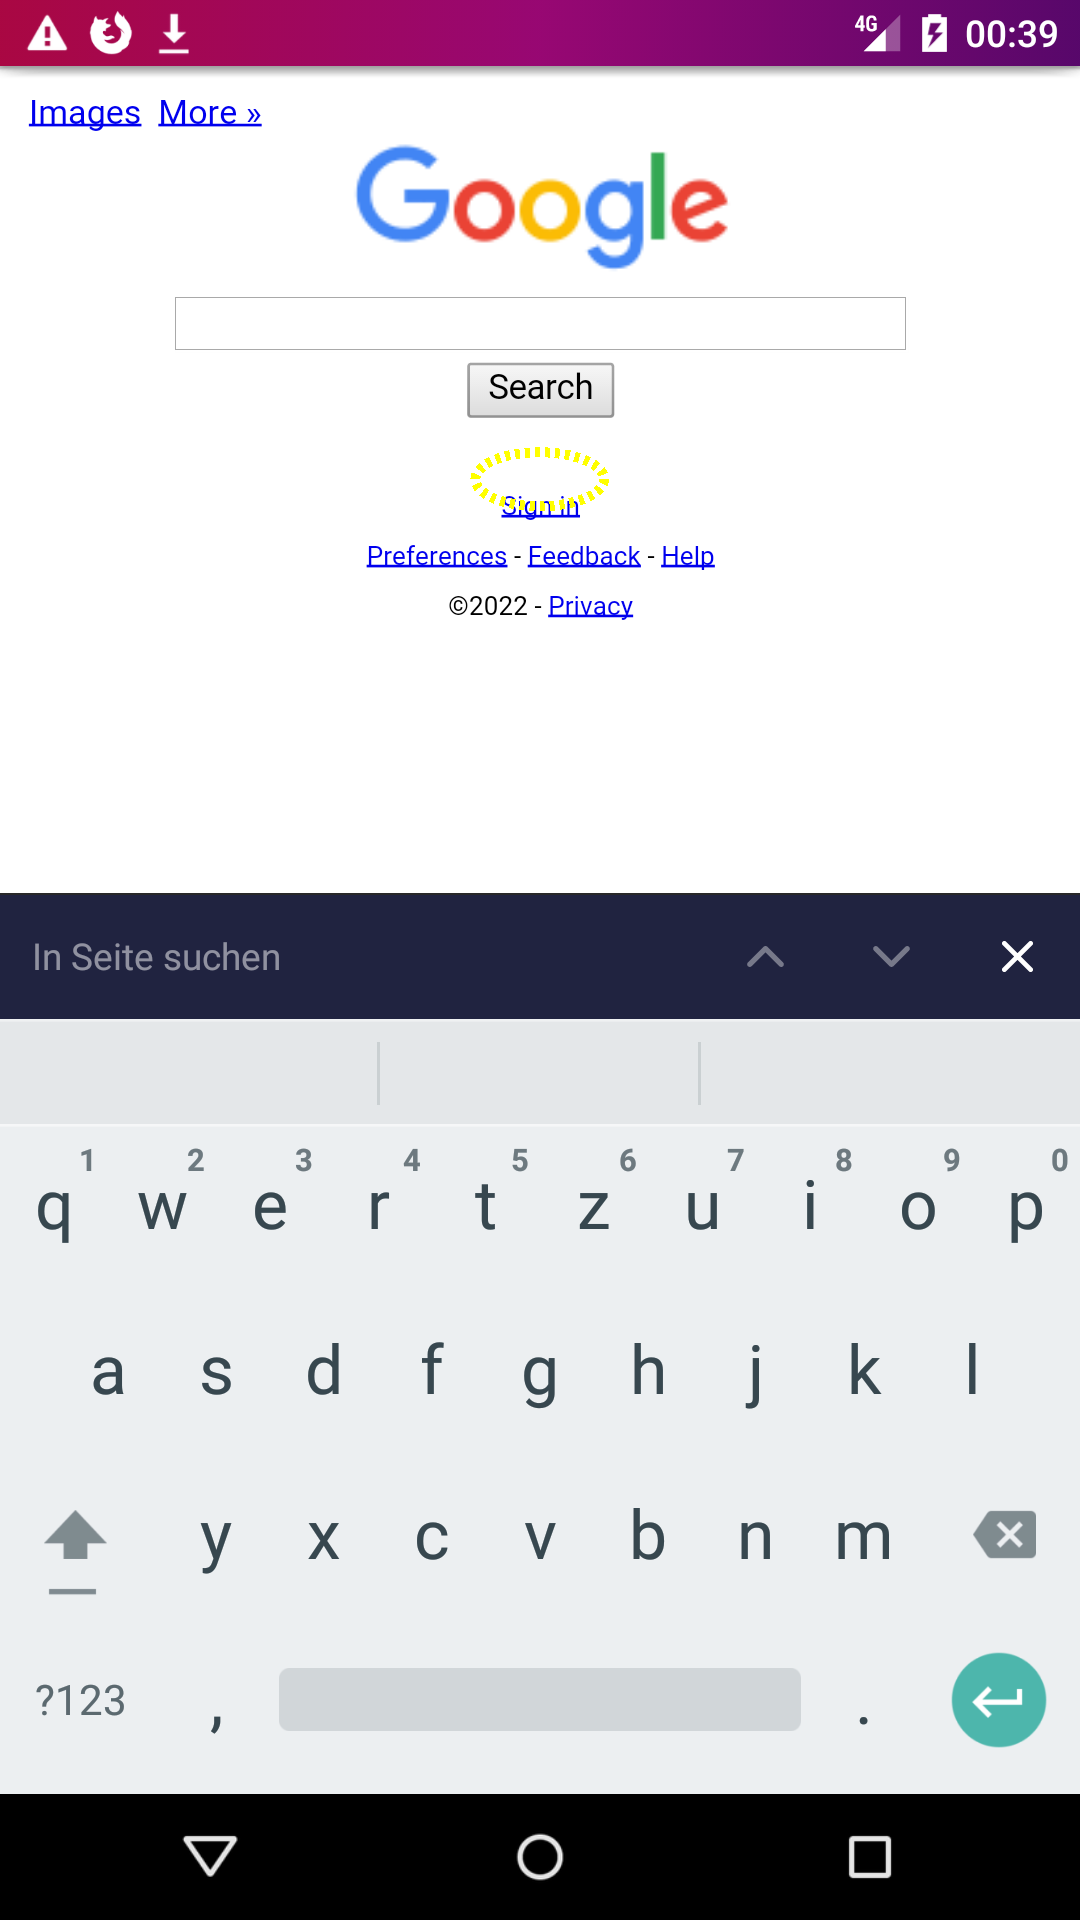 4G 00:39
Images More »
Google
Search
Sign in
Preferences - Feedback - Help
©2022 - Privacy
In Seite suchen
1 2 3 4 5 6 7 8 9 0
q w e r t z u i o p
a s d f g h j k l
y x c v b n m
?123 , .